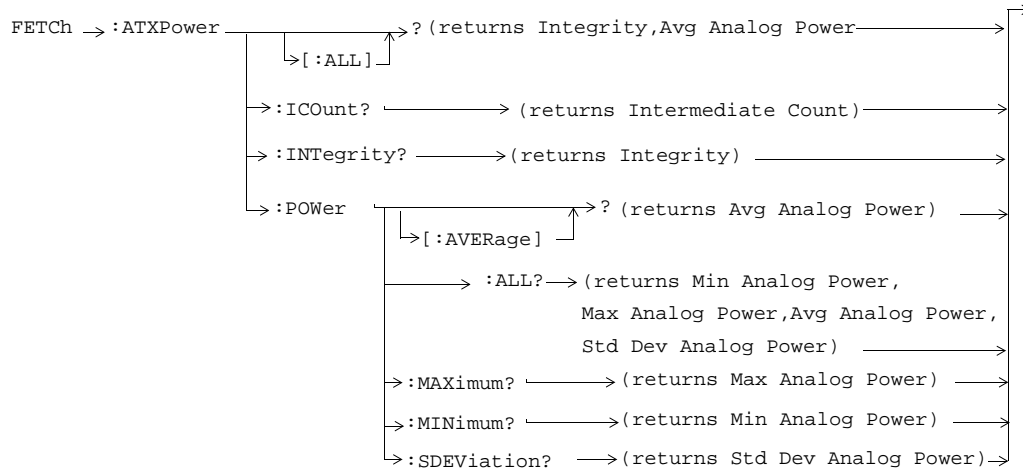 FETCh :ATXPower ? (returns Integrity,Avg Analog Power
[:ALL]
:ICOunt? (returns Intermediate Count)
:INTegrity? (returns Integrity)
:POWer ? (returns Avg Analog Power)
[:AVERage]
:ALL? (returns Min Analog Power,
Max Analog Power,Avg Analog Power,
Std Dev Analog Power)
:MAXimum? (returns Max Analog Power)
:MINimum? (returns Min Analog Power)
:SDEViation? (returns Std Dev Analog Power)